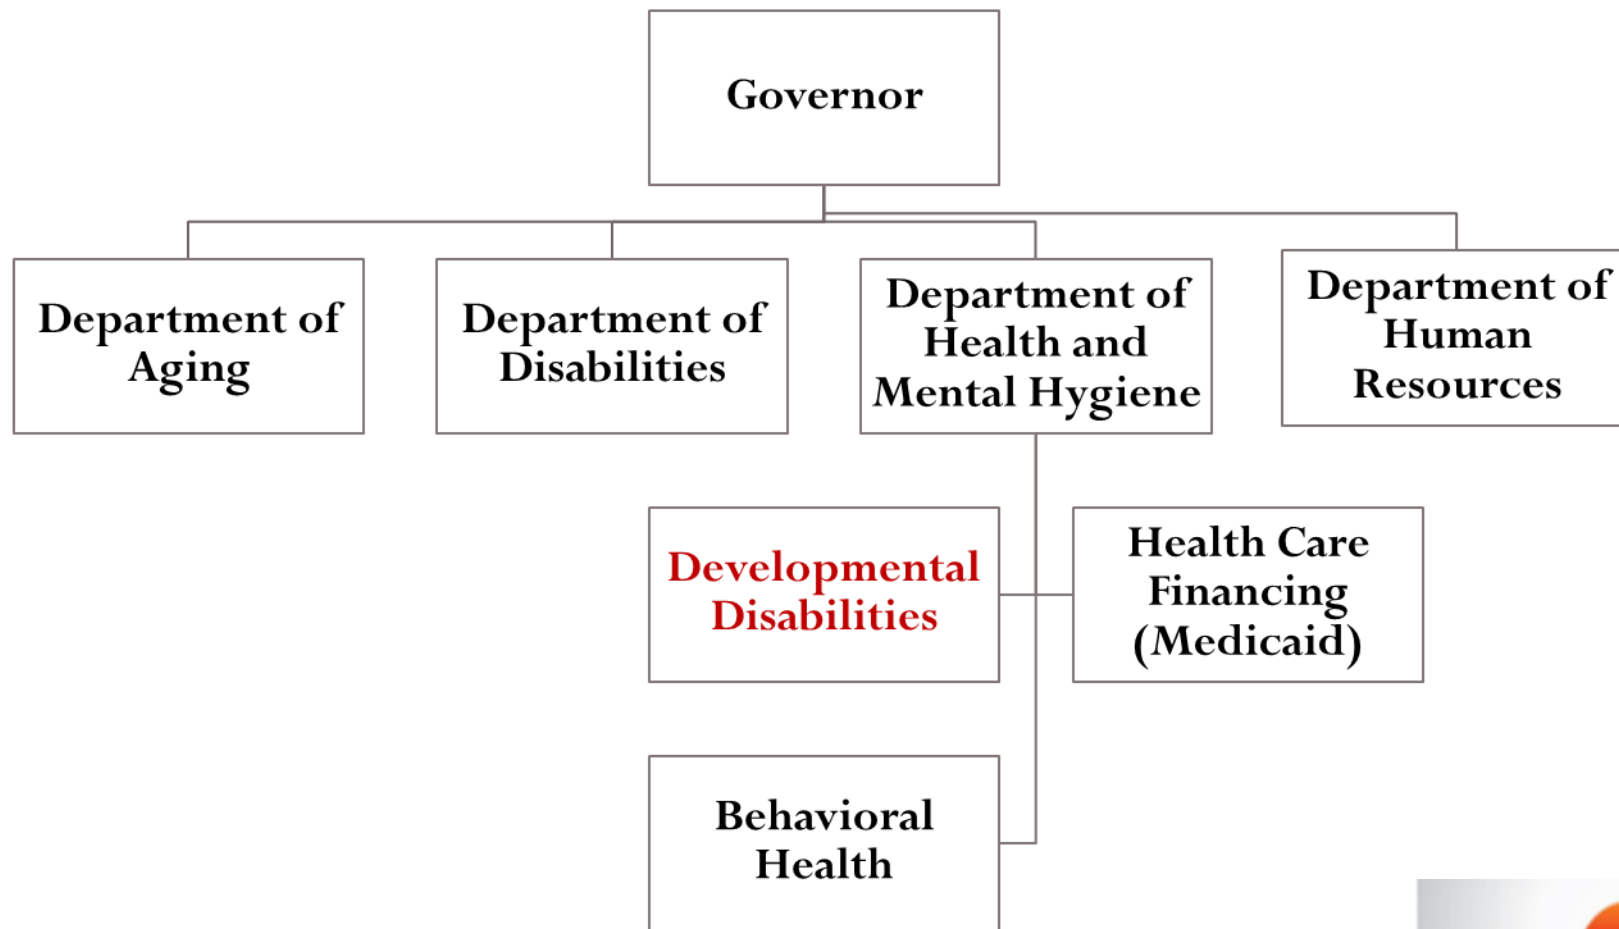 Governor
Department of
Aging
Department of
Disabilities
Department of
Health and
Mental Hygiene
Department of
Human
Resources
Developmental
Disabilities
Health Care
Financing
(Medicaid)
Behavioral
Health